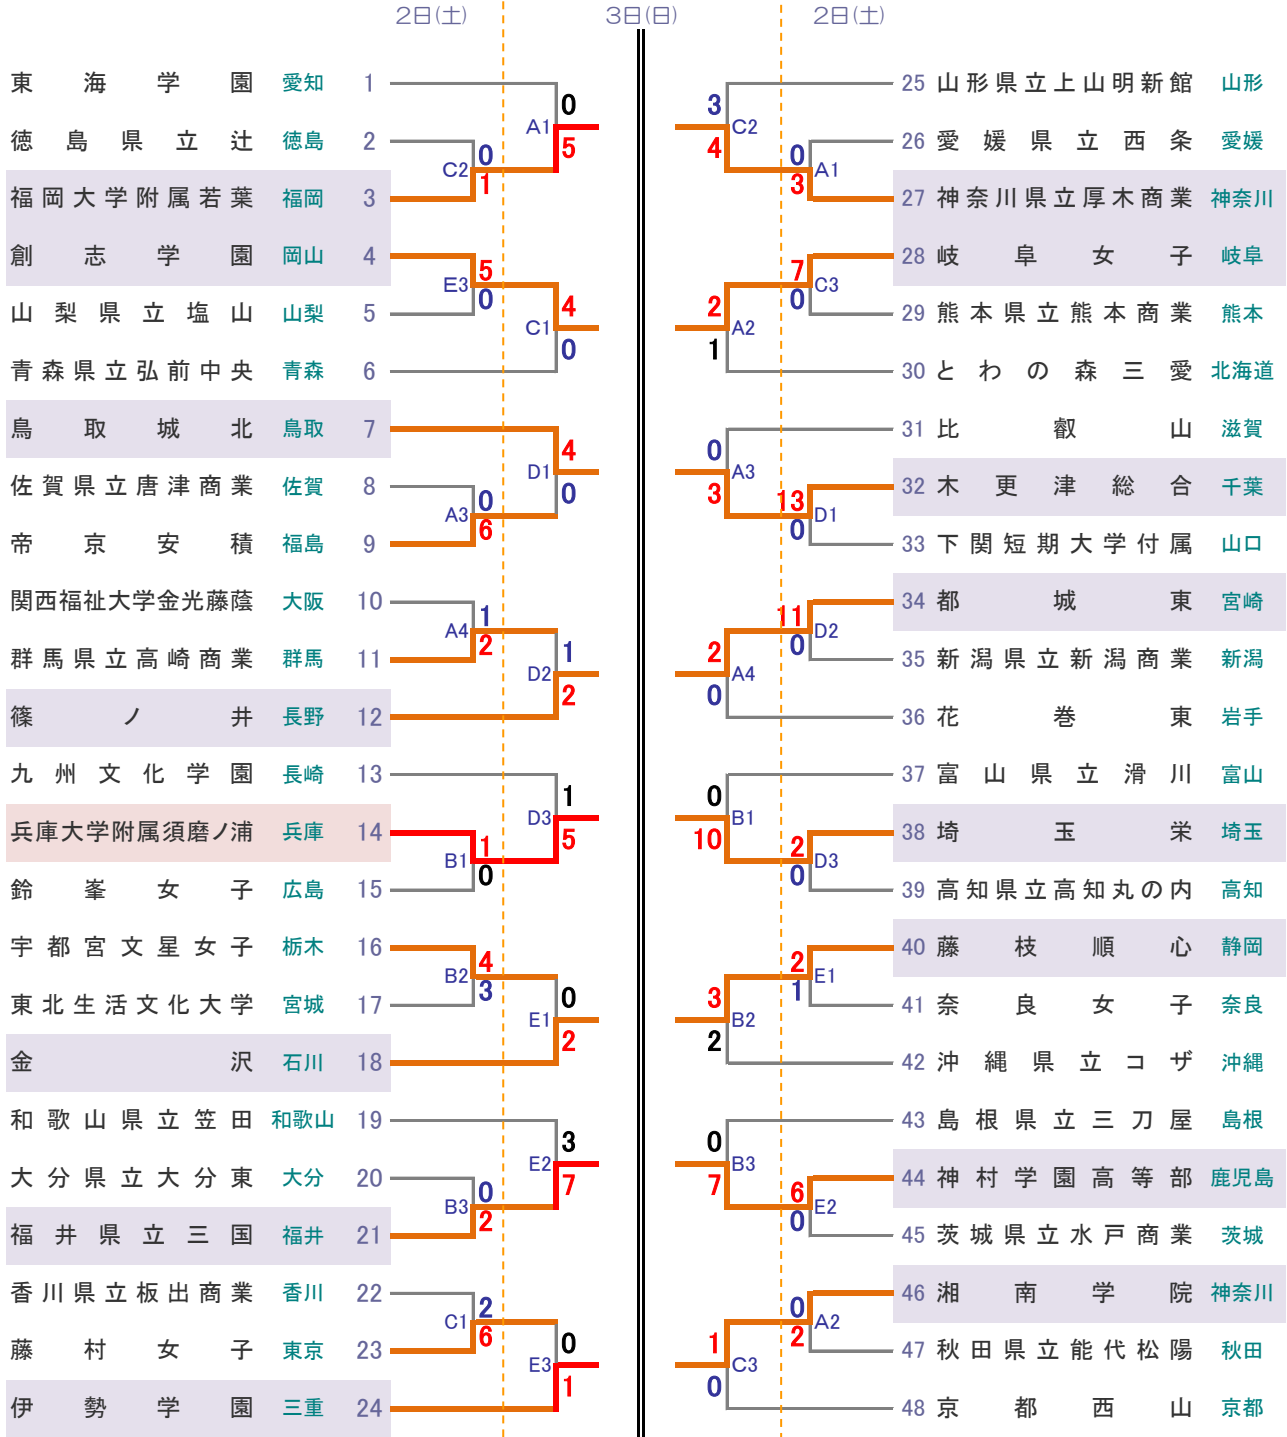 2日(土) 3日(日) 2日(土)
東海学園 愛知 1
徳島県立辻 徳島 2
福岡大学附属若葉 福岡 3
創志学園 岡山 4
山梨県立塩山 山梨 5
青森県立弘前中央 青森 6
鳥取城北 鳥取 7
佐賀県立唐津商業 佐賀 8
帝京安積 福島 9
関西福祉大学金光藤蔭 大阪 10
群馬県立高崎商業 群馬 11
篠ノ井 長野 12
九州文化学園 長崎 13
兵庫大学附属須磨ノ浦 兵庫 14
鈴峯女子 広島 15
宇都宮文星女子 栃木 16
東北生活文化大学 宮城 17
金沢 石川 18
和歌山県立笠田 和歌山 19
大分県立大分東 大分 20
福井県立三国 福井 21
香川県立板出商業 香川 22
藤村女子 東京 23
伊勢学園 三重 24
C2 0 1
E3 5 0
A3 0 6
A4 1 2
B1 1 0
B2 4 3
B3 0 2
C1 2 6
A1 0 5
C1 4 0
D1 4 0
D2 1 2
D3 1 5
E1 0 2
E2 3 7
E3 0 1
C2 3 4
A2 2 1
A3 0 3
A4 2 0
B1 0 10
B2 3 2
B3 0 7
C3 1 0
A1 0 3
C3 7 0
D1 13 0
D2 11 0
D3 2 0
E1 2 1
E2 6 0
A2 0 2
25 山形県立上山明新館 山形
26 愛媛県立西条 愛媛
27 神奈川県立厚木商業 神奈川
28 岐阜女子 岐阜
29 熊本県立熊本商業 熊本
30 とわの森三愛 北海道
31 比叡山 滋賀
32 木更津総合 千葉
33 下関短期大学付属 山口
34 都城東 宮崎
35 新潟県立新潟商業 新潟
36 花巻東 岩手
37 富山県立滑川 富山
38 埼玉栄 埼玉
39 高知県立高知丸の内 高知
40 藤枝順心 静岡
41 奈良女子 奈良
42 沖縄県立コザ 沖縄
43 島根県立三刀屋 島根
44 神村学園高等部 鹿児島
45 茨城県立水戸商業 茨城
46 湘南学院 神奈川
47 秋田県立能代松陽 秋田
48 京都西山 京都